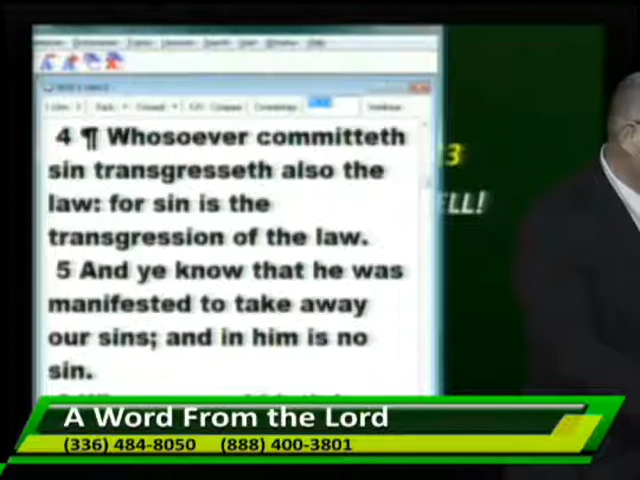 4 ¶ Whosoever committeth
sin transgresseth also the
law: for sin is the
transgression of the law.
5 And ye know that he was
manifested to take away
our sins; and in him is no
sin.
3
ELL!
A Word From the Lord
(336) 484-8050 (888) 400-3801